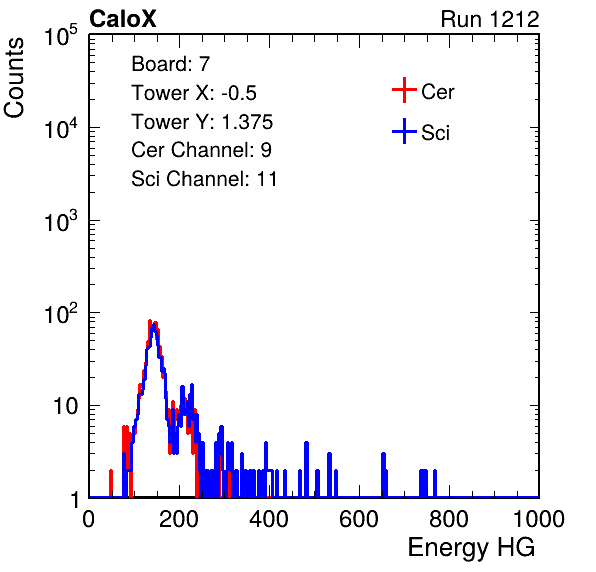 CaloX Run 1212
Counts
10^5
10^4
10^3
10^2
10
1
Board: 7
Tower X: -0.5
Tower Y: 1.375
Cer Channel: 9
Sci Channel: 11
Cer
Sci
0 200 400 600 800 1000
Energy HG